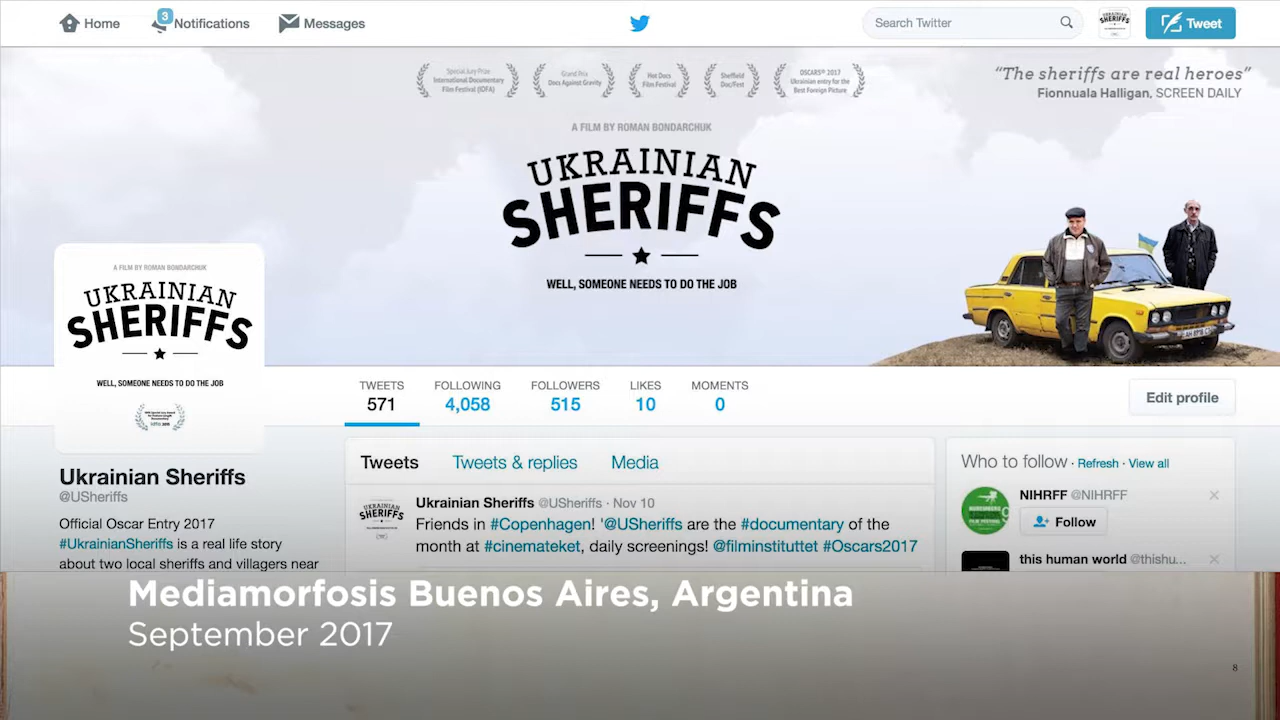 Home
3
Notifications
Messages
Search Twitter
Tweet
Special Jury Prize
International Documentary
Film Festival (IDFA)
Grand Prix
Docs Against Gravity
Hot Docs
Film Festival
Sheffield
Doc/Fest
OSCARS® 2017
Ukrainian entry for the
Best Foreign Picture
“The sheriffs are real heroes”
Fionnuala Halligan, SCREEN DAILY
A FILM BY ROMAN BONDARCHUK
UKRAINIAN
SHERIFFS
WELL, SOMEONE NEEDS TO DO THE JOB
A FILM BY ROMAN BONDARCHUK
UKRAINIAN
SHERIFFS
WELL, SOMEONE NEEDS TO DO THE JOB
TWEETS
571
FOLLOWING
4,058
FOLLOWERS
515
LIKES
10
MOMENTS
0
Edit profile
Ukrainian Sheriffs
@USheriffs
Official Oscar Entry 2017
#UkrainianSheriffs is a real life story
about two local sheriffs and villagers near
Tweets
Tweets & replies
Media
UKRAINIAN
SHERIFFS
Ukrainian Sheriffs @USheriffs · Nov 10
Friends in #Copenhagen! '@USheriffs are the #documentary of the
month at #cinemateket, daily screenings! @filminstituttet #Oscars2017
Who to follow · Refresh · View all
NIHRFF @NIHRFF
Follow
this human world @thishu...
Mediamorfosis Buenos Aires, Argentina
September 2017
8